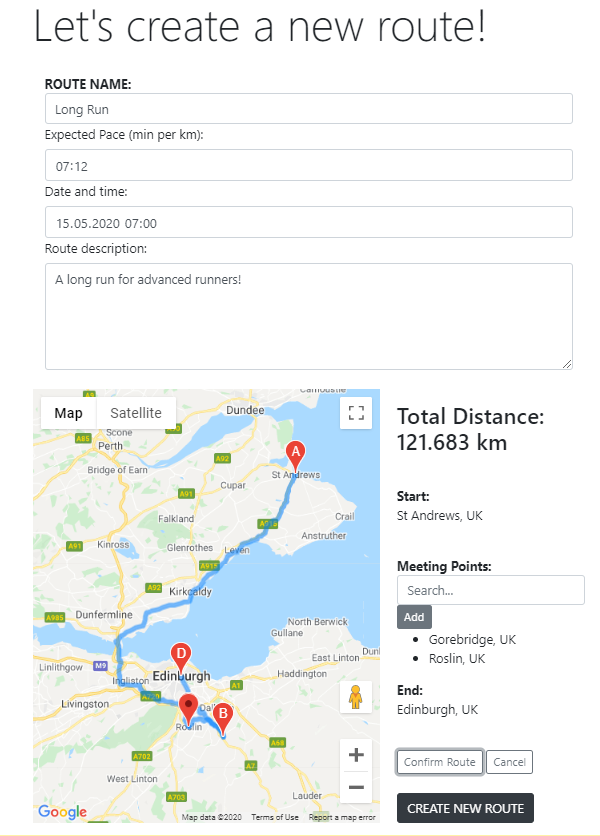 Let's create a new route!
ROUTE NAME:
Long Run
Expected Pace (min per km):
07:12
Date and time:
15.05.2020 07:00
Route description:
A long run for advanced runners!
Map
Satellite
Dundee
Scone
Perth
A85
Bridge of Earn
A92
A
St Andrews
Cupar
A91
Crail
Falkland
Anstruther
A91
Kinross
Glenrothes
Leven
A915
A92
Kirkcaldy
A985
Dunfermline
North Berwick
Gullane
Linlithgow
M9
D
Edinburgh
East Linton
Haddington
Ingliston
A1
Livingston
B
Roslin
A702
A68
A7
West Linton
A703
Lauder
Google
Map data ©2020
Terms of Use
Report a map error
Total Distance:
121.683 km
Start:
St Andrews, UK
Meeting Points:
Search...
Add
Gorebridge, UK
Roslin, UK
End:
Edinburgh, UK
Confirm Route
Cancel
CREATE NEW ROUTE